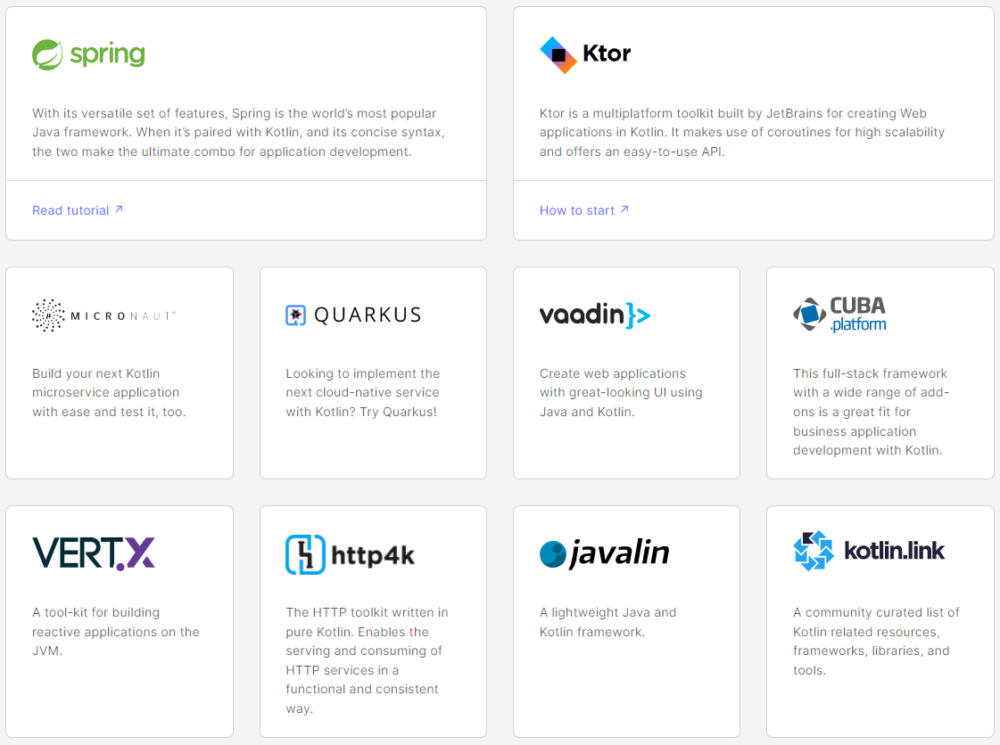 spring
With its versatile set of features, Spring is the world’s most popular
Java framework. When it’s paired with Kotlin, and its concise syntax,
the two make the ultimate combo for application development.
Read tutorial ↗
Ktor
Ktor is a multiplatform toolkit built by JetBrains for creating Web
applications in Kotlin. It makes use of coroutines for high scalability
and offers an easy-to-use API.
How to start ↗
μ MICRONAUT™
Build your next Kotlin
microservice application
with ease and test it, too.
QUARKUS
Looking to implement the
next cloud-native service
with Kotlin? Try Quarkus!
vaadin}>
Create web applications
with great-looking UI using
Java and Kotlin.
CUBA
.platform
This full-stack framework
with a wide range of add-
ons is a great fit for
business application
development with Kotlin.
VERT.X
A tool-kit for building
reactive applications on the
JVM.
http4k
The HTTP toolkit written in
pure Kotlin. Enables the
serving and consuming of
HTTP services in a
functional and consistent
way.
javalin
A lightweight Java and
Kotlin framework.
kotlin.link
A community curated list of
Kotlin related resources,
frameworks, libraries, and
tools.